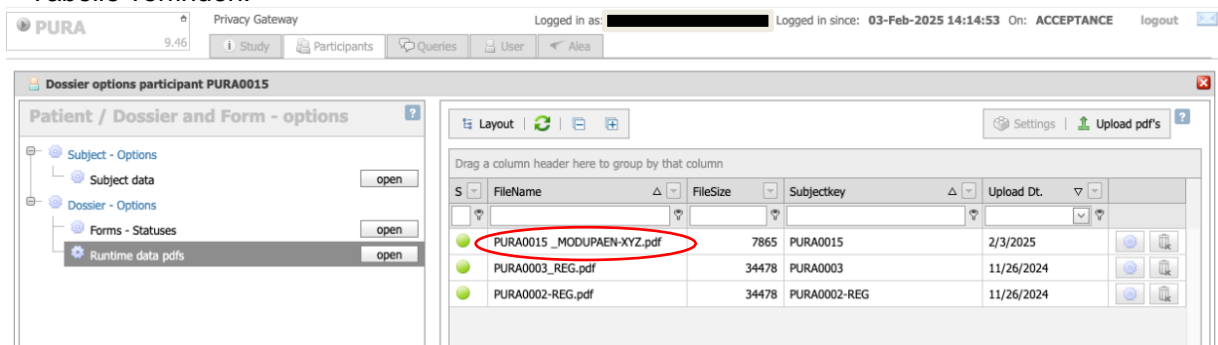 PURA
9.46
Privacy Gateway
Logged in as:
Logged in since: 03-Feb-2025 14:14:53 On: ACCEPTANCE
logout
i Study
Participants
Queries
User
Alea
Dossier options participant PURA0015
Patient / Dossier and Form - options
?
Subject - Options
Subject data
open
Dossier - Options
Forms - Statuses
open
Runtime data pdfs
open
Layout
Settings
Upload pdf's
?
Drag a column header here to group by that column
S FileName FileSize Subjectkey Upload Dt.
PURA0015 _MODUPAEN-XYZ.pdf 7865 PURA0015 2/3/2025
PURA0003_REG.pdf 34478 PURA0003 11/26/2024
PURA0002-REG.pdf 34478 PURA0002-REG 11/26/2024